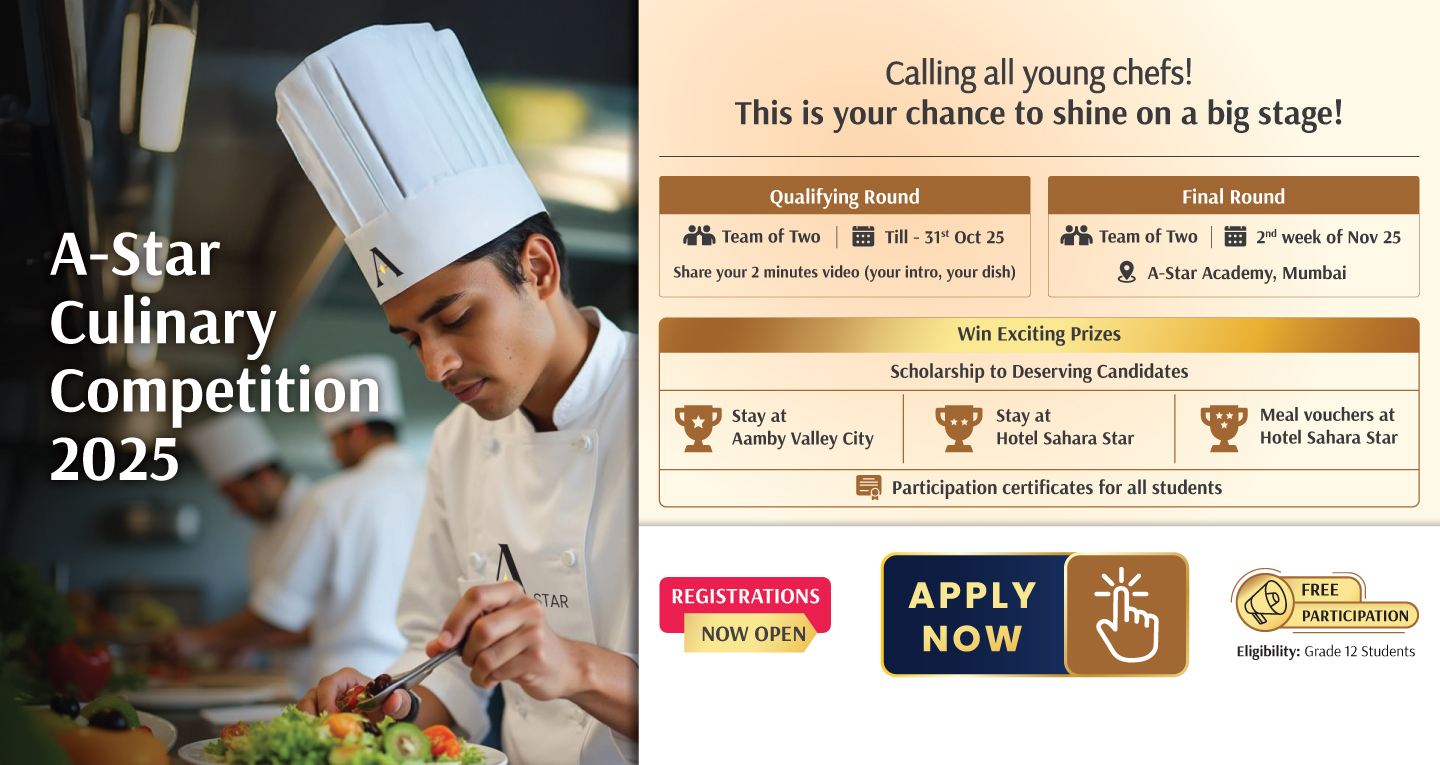 A-Star
Culinary
Competition
2025
STAR
Calling all young chefs!
This is your chance to shine on a big stage!
Qualifying Round
Team of Two | Till - 31st Oct 25
Share your 2 minutes video (your intro, your dish)
Final Round
Team of Two | 2nd week of Nov 25
A-Star Academy, Mumbai
Win Exciting Prizes
Scholarship to Deserving Candidates
Stay at
Aamby Valley City
Stay at
Hotel Sahara Star
Meal vouchers at
Hotel Sahara Star
Participation certificates for all students
REGISTRATIONS
NOW OPEN
APPLY
NOW
FREE
PARTICIPATION
Eligibility: Grade 12 Students